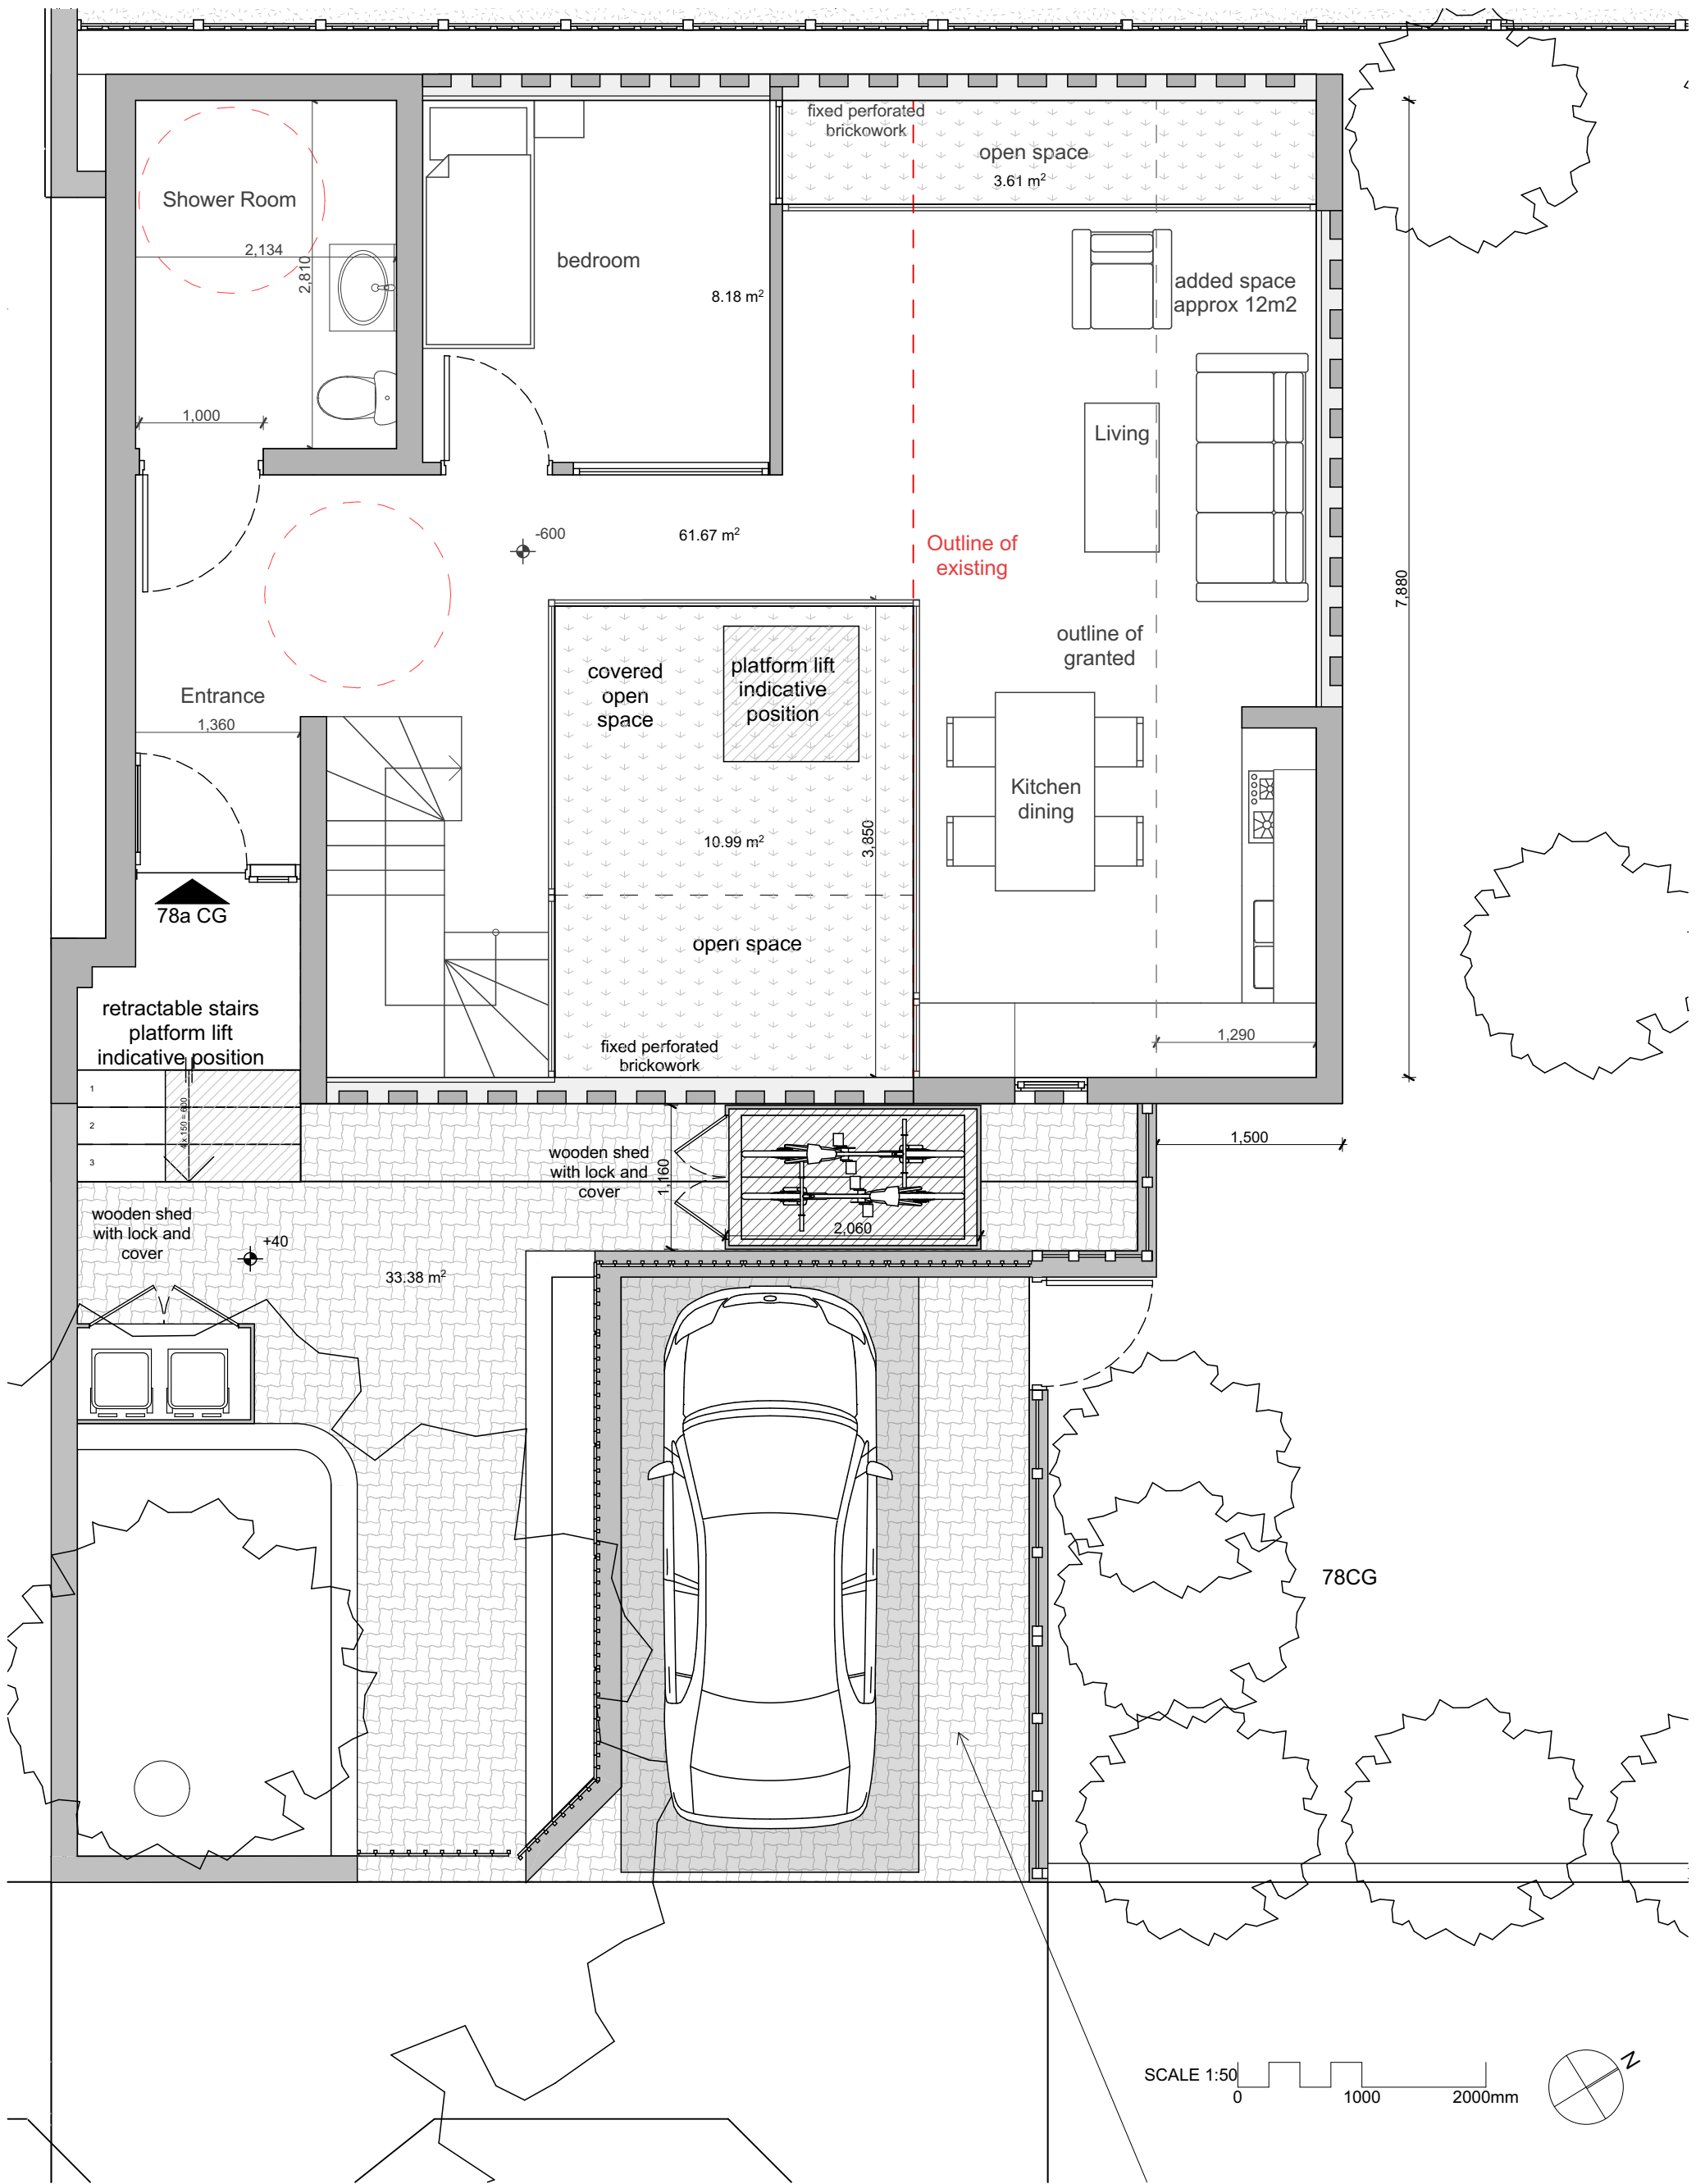 fixed perforated
brickowork
open space
3.61 m²
Shower Room
2,134
2,810
bedroom
8.18 m²
added space
approx 12m2
1,000
Living
-600
61.67 m²
Outline of
existing
7,880
outline of
granted
covered
open
space
platform lift
indicative
position
Entrance
1,360
Kitchen
dining
10.99 m²
3,850
78a CG
open space
retractable stairs
platform lift
indicative position
fixed perforated
brickowork
1,290
1
2
3
4 x 150 = 600
wooden shed
with lock and
cover
1,160
2,060
1,500
wooden shed
with lock and
cover
+40
33.38 m²
78CG
SCALE 1:50
0
1000
2000mm
N